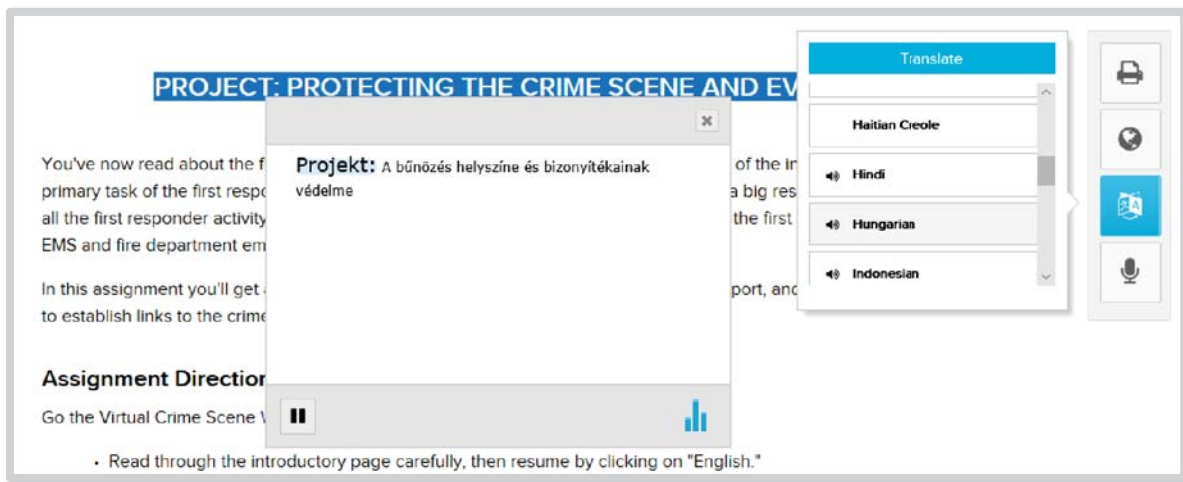 PROJECT: PROTECTING THE CRIME SCENE AND EV
Projekt: A bűnözés helyszíne és bizonyítékainak
védelme
You've now read about the f
of the in
primary task of the first respo
a big res
all the first responder activity
the first
EMS and fire department em
In this assignment you'll get
port, and
to establish links to the crime
Assignment Direction
Go the Virtual Crime Scene
• Read through the introductory page carefully, then resume by clicking on "English."
Translate
Haitian Creole
Hindi
Hungarian
Indonesian